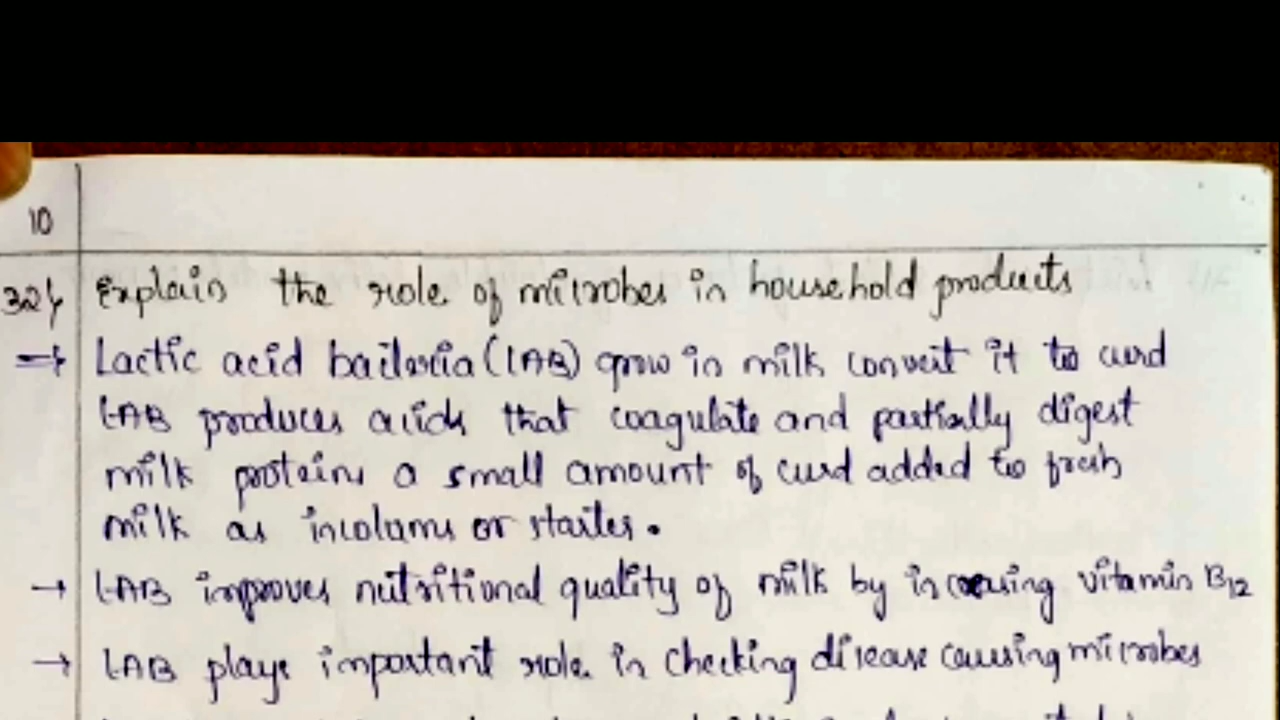 10
32) Explain the role of microbes in household products
⇒ Lactic acid bacteria (LAB) grow in milk convert it to curd
LAB produces acids that coagulate and partially digest
milk proteins a small amount of curd added to fresh
milk as incolums or starter.
→ LAB improves nutritional quality of milk by increasing vitamin B12
→ LAB plays important role in checking disease causing microbes